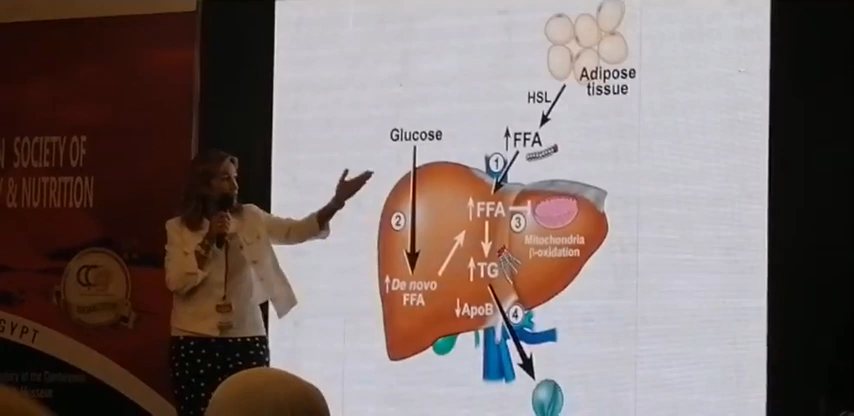 SOCIETY OF
& NUTRITION
Adipose
tissue
HSL
↑FFA
Glucose
1
2
↑FFA
3
Mitochondria
β-oxidation
↑De novo
FFA
↑TG
↓ApoB
4